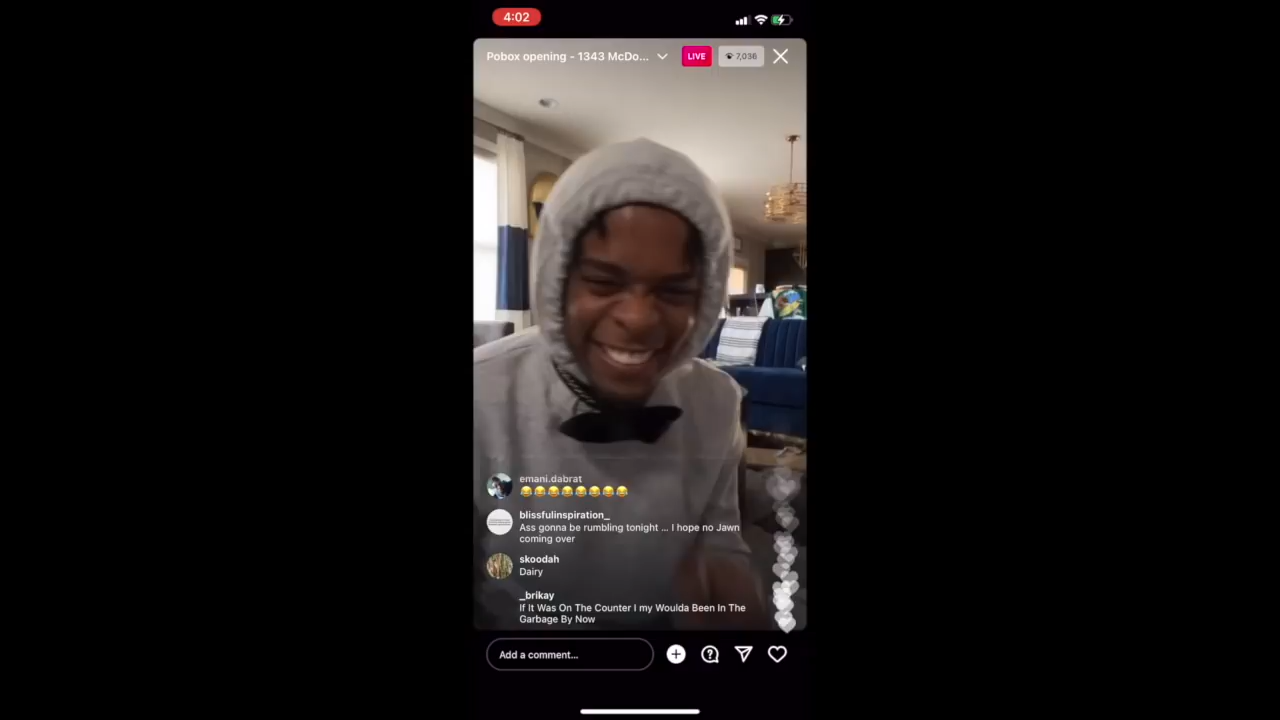 4:02
Pobox opening - 1343 McDo...
LIVE
7,036
emani.dabrat
😂😂😂😂😂😂😂😂
blissfulinspiration_
Ass gonna be rumbling tonight ... I hope no Jawn
coming over
skoodah
Dairy
_brikay
If It Was On The Counter I my Woulda Been In The
Garbage By Now
Add a comment...